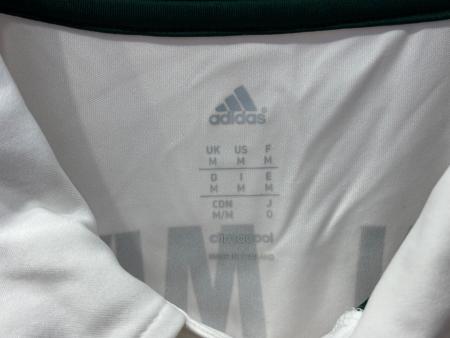 adidas
UK US F
M M M
D I E
M M M
CDN J
M/M O
climacool